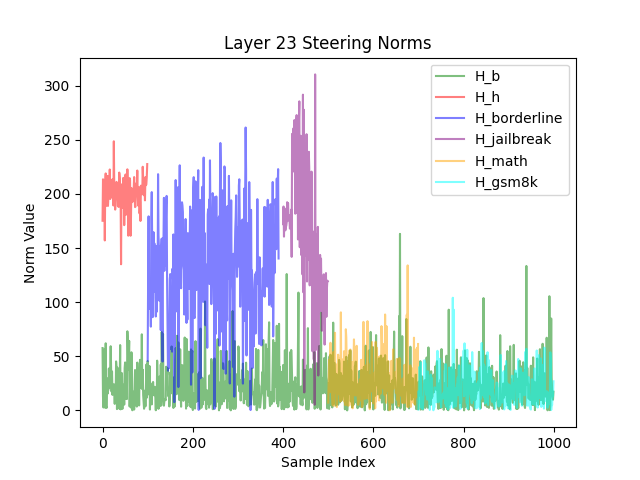 Layer 23 Steering Norms
Norm Value
300
250
200
150
100
50
0
H_b
H_h
H_borderline
H_jailbreak
H_math
H_gsm8k
0
200
400
600
800
1000
Sample Index